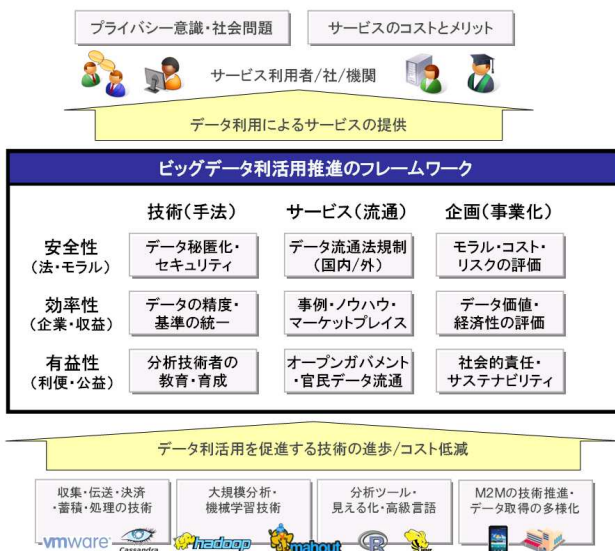 プライバシー意識・社会問題
サービスのコストとメリット
サービス利用者/社/機関
データ利用によるサービスの提供
ビッグデータ利活用推進のフレームワーク
技術(手法)
サービス(流通)
企画(事業化)
安全性
(法・モラル)
データ秘匿化・
セキュリティ
データ流通法規制
(国内/外)
モラル・コスト・
リスクの評価
効率性
(企業・収益)
データの精度・
基準の統一
事例・ノウハウ・
マーケットプレイス
データ価値・
経済性の評価
有益性
(利便・公益)
分析技術者の
教育・育成
オープンガバメント
・官民データ流通
社会的責任・
サステナビリティ
データ利活用を促進する技術の進歩/コスト低減
収集・伝送・決済
・蓄積・処理の技術
大規模分析・
機械学習技術
分析ツール・
見える化・高級言語
M2Mの技術推進・
データ取得の多様化
vmware
Cassandra
hadoop
mahout
R